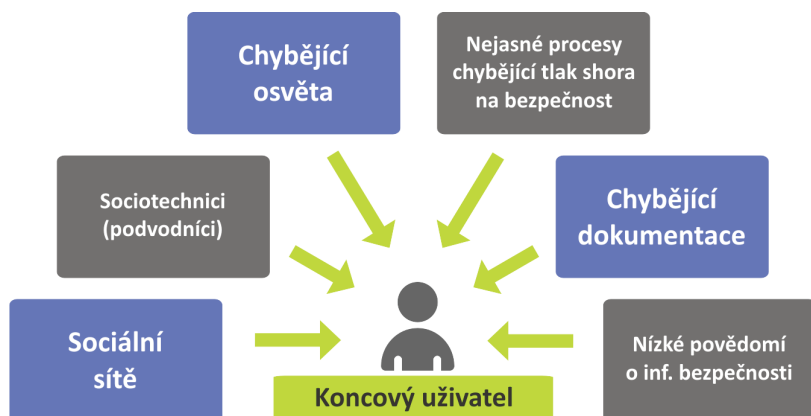 Chybějící
osvěta
Nejasné procesy
chybějící tlak shora
na bezpečnost
Sociotechnici
(podvodníci)
Chybějící
dokumentace
Sociální
sítě
Nízké povědomí
o inf. bezpečnosti
Koncový uživatel